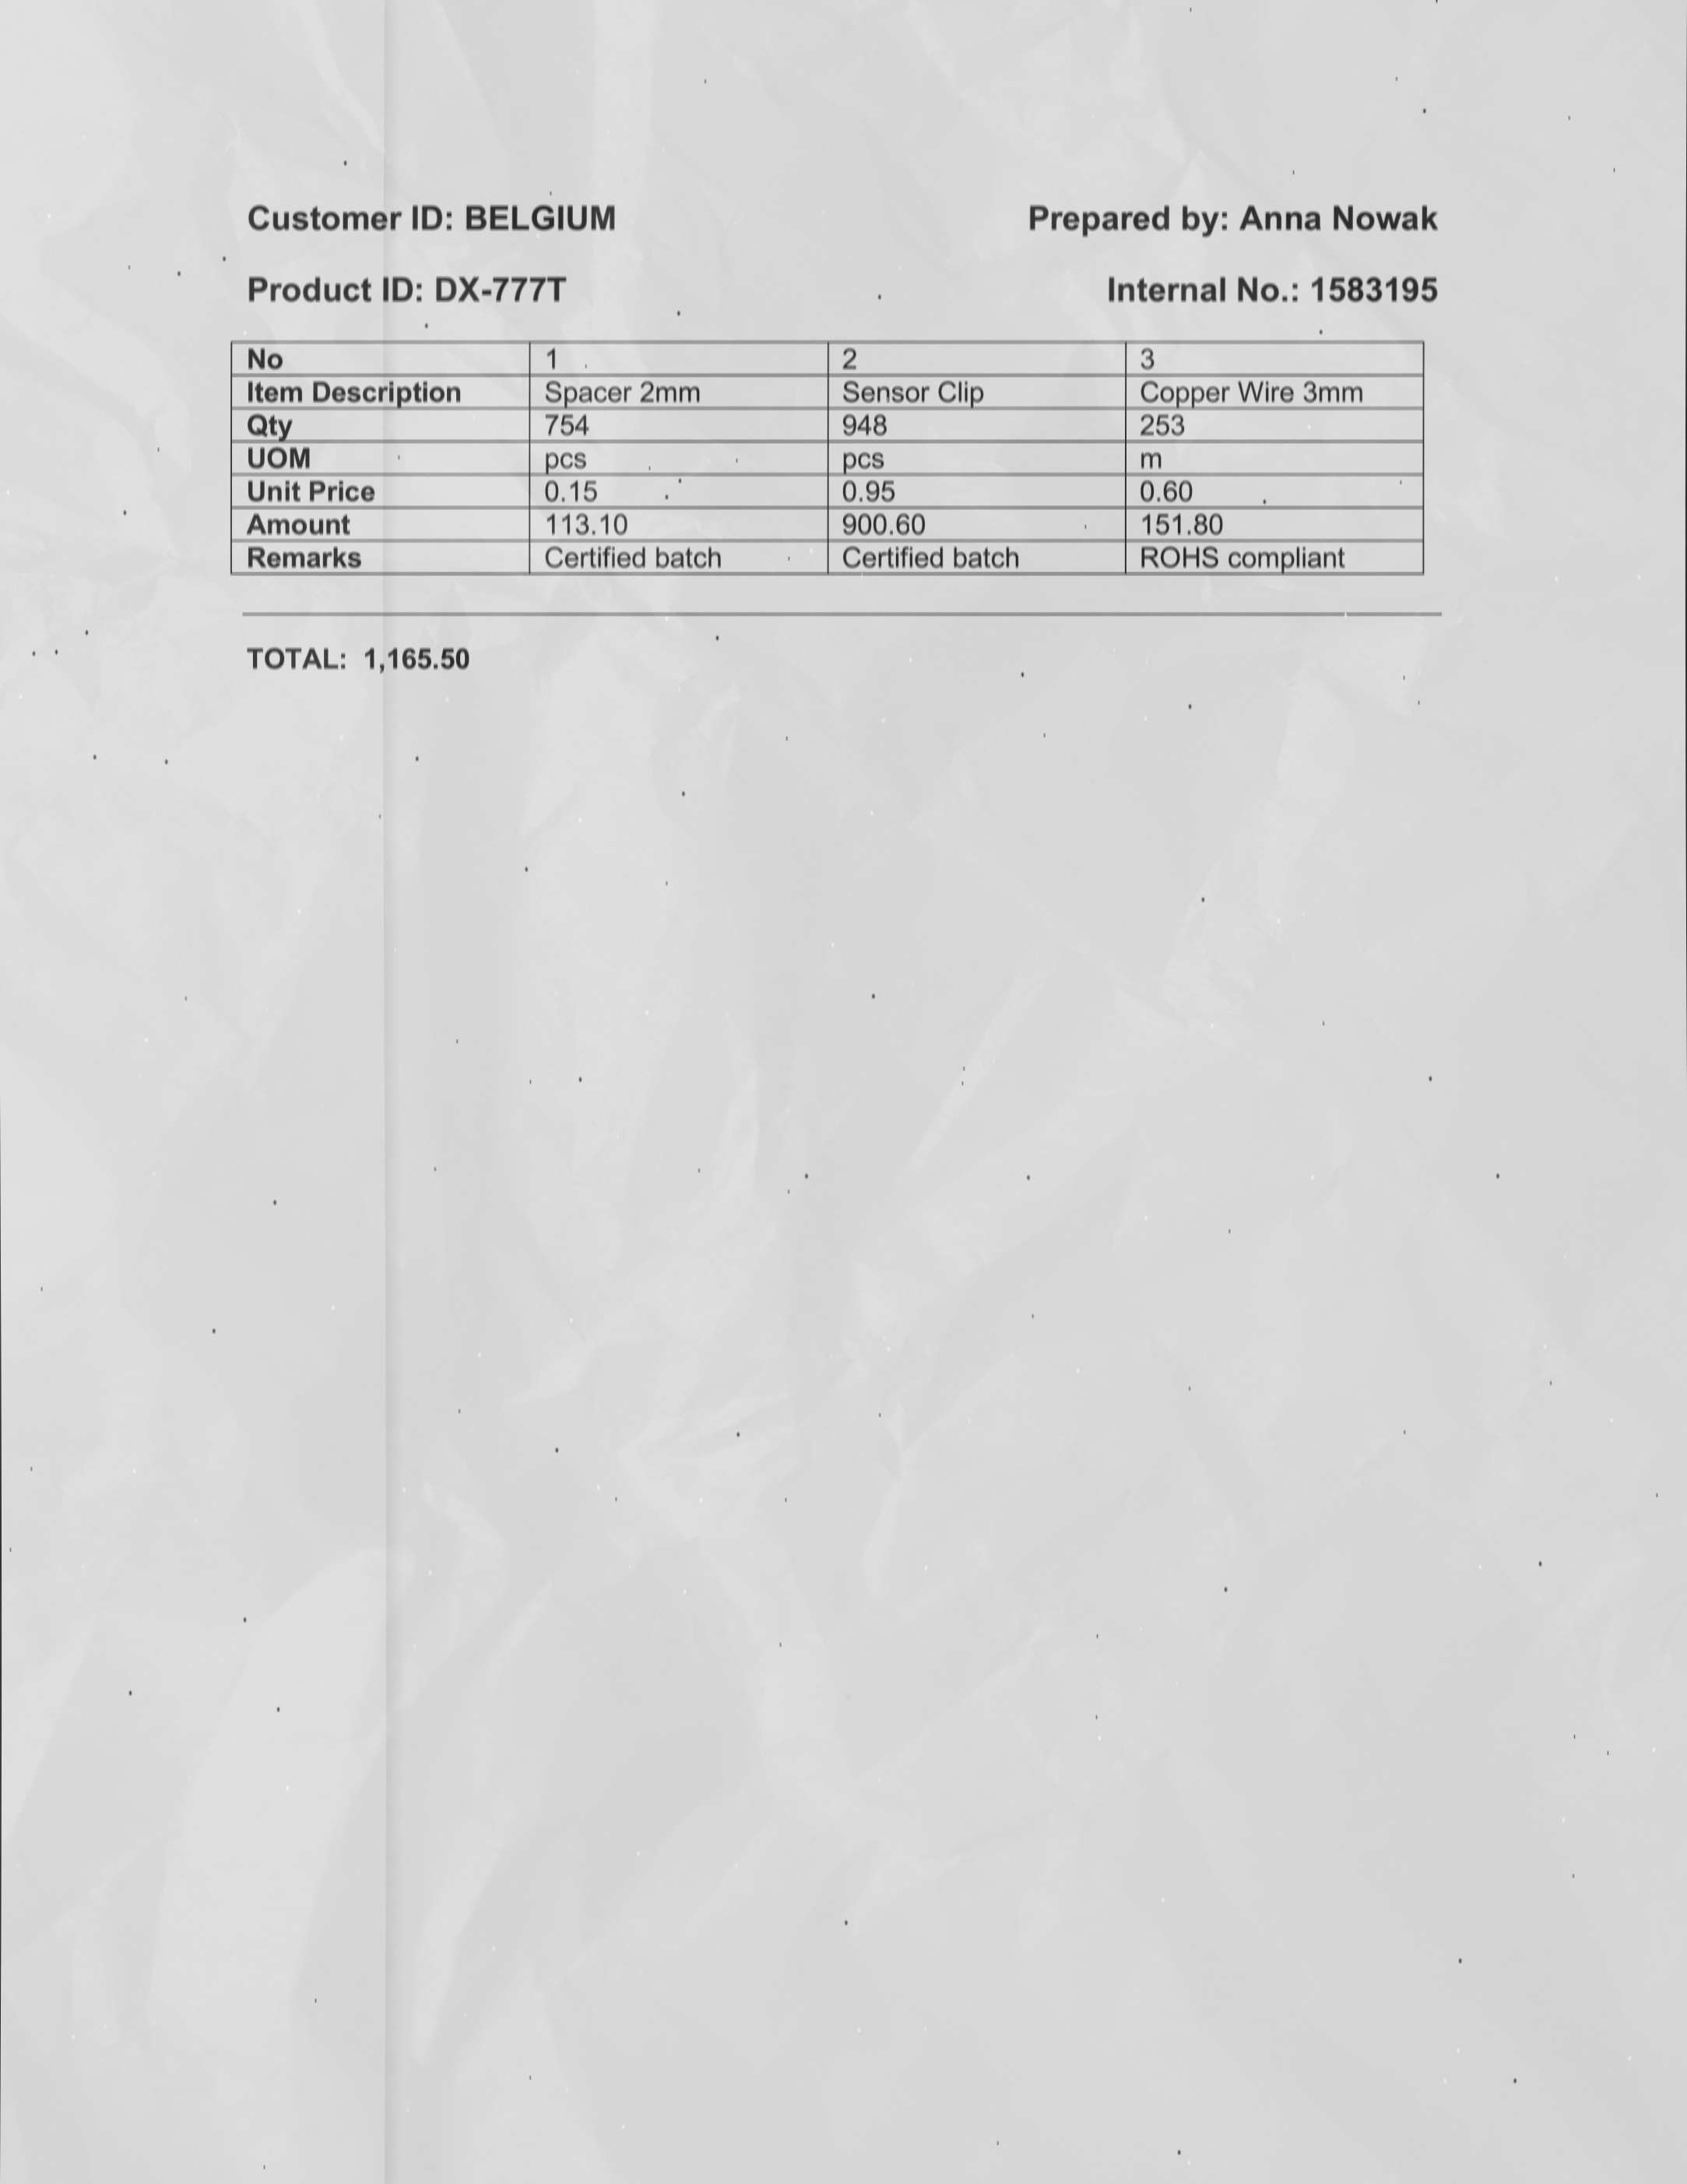 Customer ID: BELGIUM Prepared by: Anna Nowak
Product ID: DX-777T Internal No.: 1583195
No 1 2 3
Item Description Spacer 2mm Sensor Clip Copper Wire 3mm
Qty 754 948 253
UOM pcs pcs m
Unit Price 0.15 0.95 0.60
Amount 113.10 900.60 151.80
Remarks Certified batch Certified batch ROHS compliant
TOTAL: 1,165.50